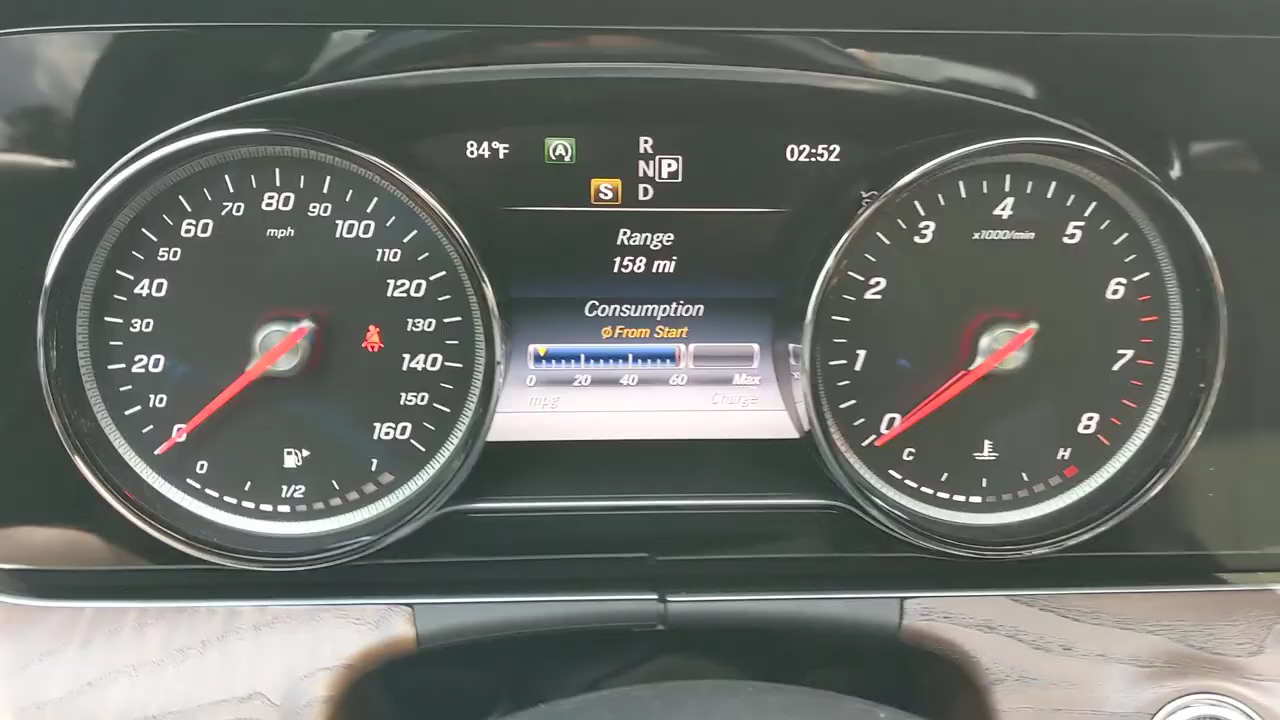 84°F
A
R
N P
D
S
02:52
Range
158 mi
Consumption
Ø From Start
0 20 40 60 Max
mpg Charge
0
10
20
30
40
50
60
70
80
90
100
110
120
130
140
150
160
mph
0 1/2 1
0
1
2
3
4
5
6
7
8
x1000/min
C H